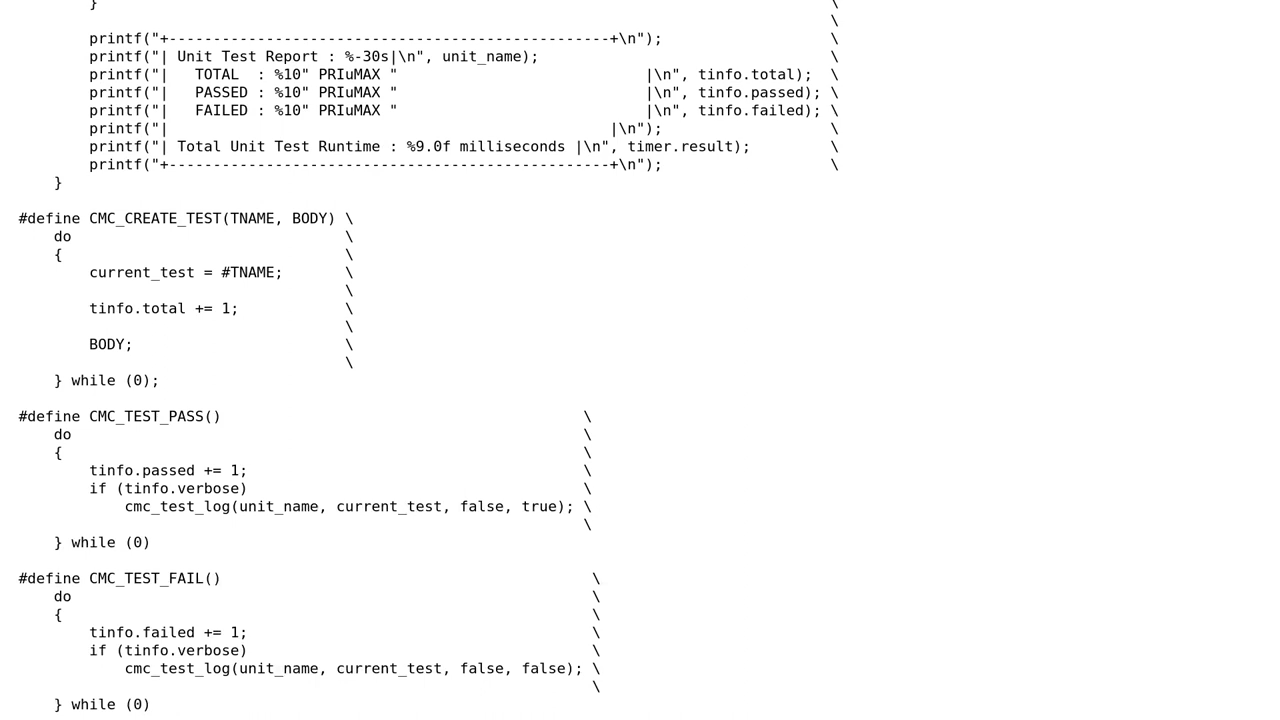 }                                                                                   \
                                                                                            \
        printf("+--------------------------------------------------+\n");                   \
        printf("| Unit Test Report : %-30s|\n", unit_name);                                 \
        printf("|   TOTAL  : %10" PRIuMAX "                            |\n", tinfo.total);  \
        printf("|   PASSED : %10" PRIuMAX "                            |\n", tinfo.passed); \
        printf("|   FAILED : %10" PRIuMAX "                            |\n", tinfo.failed); \
        printf("|                                                  |\n");                   \
        printf("| Total Unit Test Runtime : %9.0f milliseconds |\n", timer.result);         \
        printf("+--------------------------------------------------+\n");                   \
    }

#define CMC_CREATE_TEST(TNAME, BODY) \
    do                               \
    {                                \
        current_test = #TNAME;       \
                                     \
        tinfo.total += 1;            \
                                     \
        BODY;                        \
                                     \
    } while (0);

#define CMC_TEST_PASS()                                         \
    do                                                          \
    {                                                           \
        tinfo.passed += 1;                                      \
        if (tinfo.verbose)                                      \
            cmc_test_log(unit_name, current_test, false, true); \
                                                                \
    } while (0)

#define CMC_TEST_FAIL()                                          \
    do                                                           \
    {                                                            \
        tinfo.failed += 1;                                       \
        if (tinfo.verbose)                                       \
            cmc_test_log(unit_name, current_test, false, false); \
                                                                 \
    } while (0)